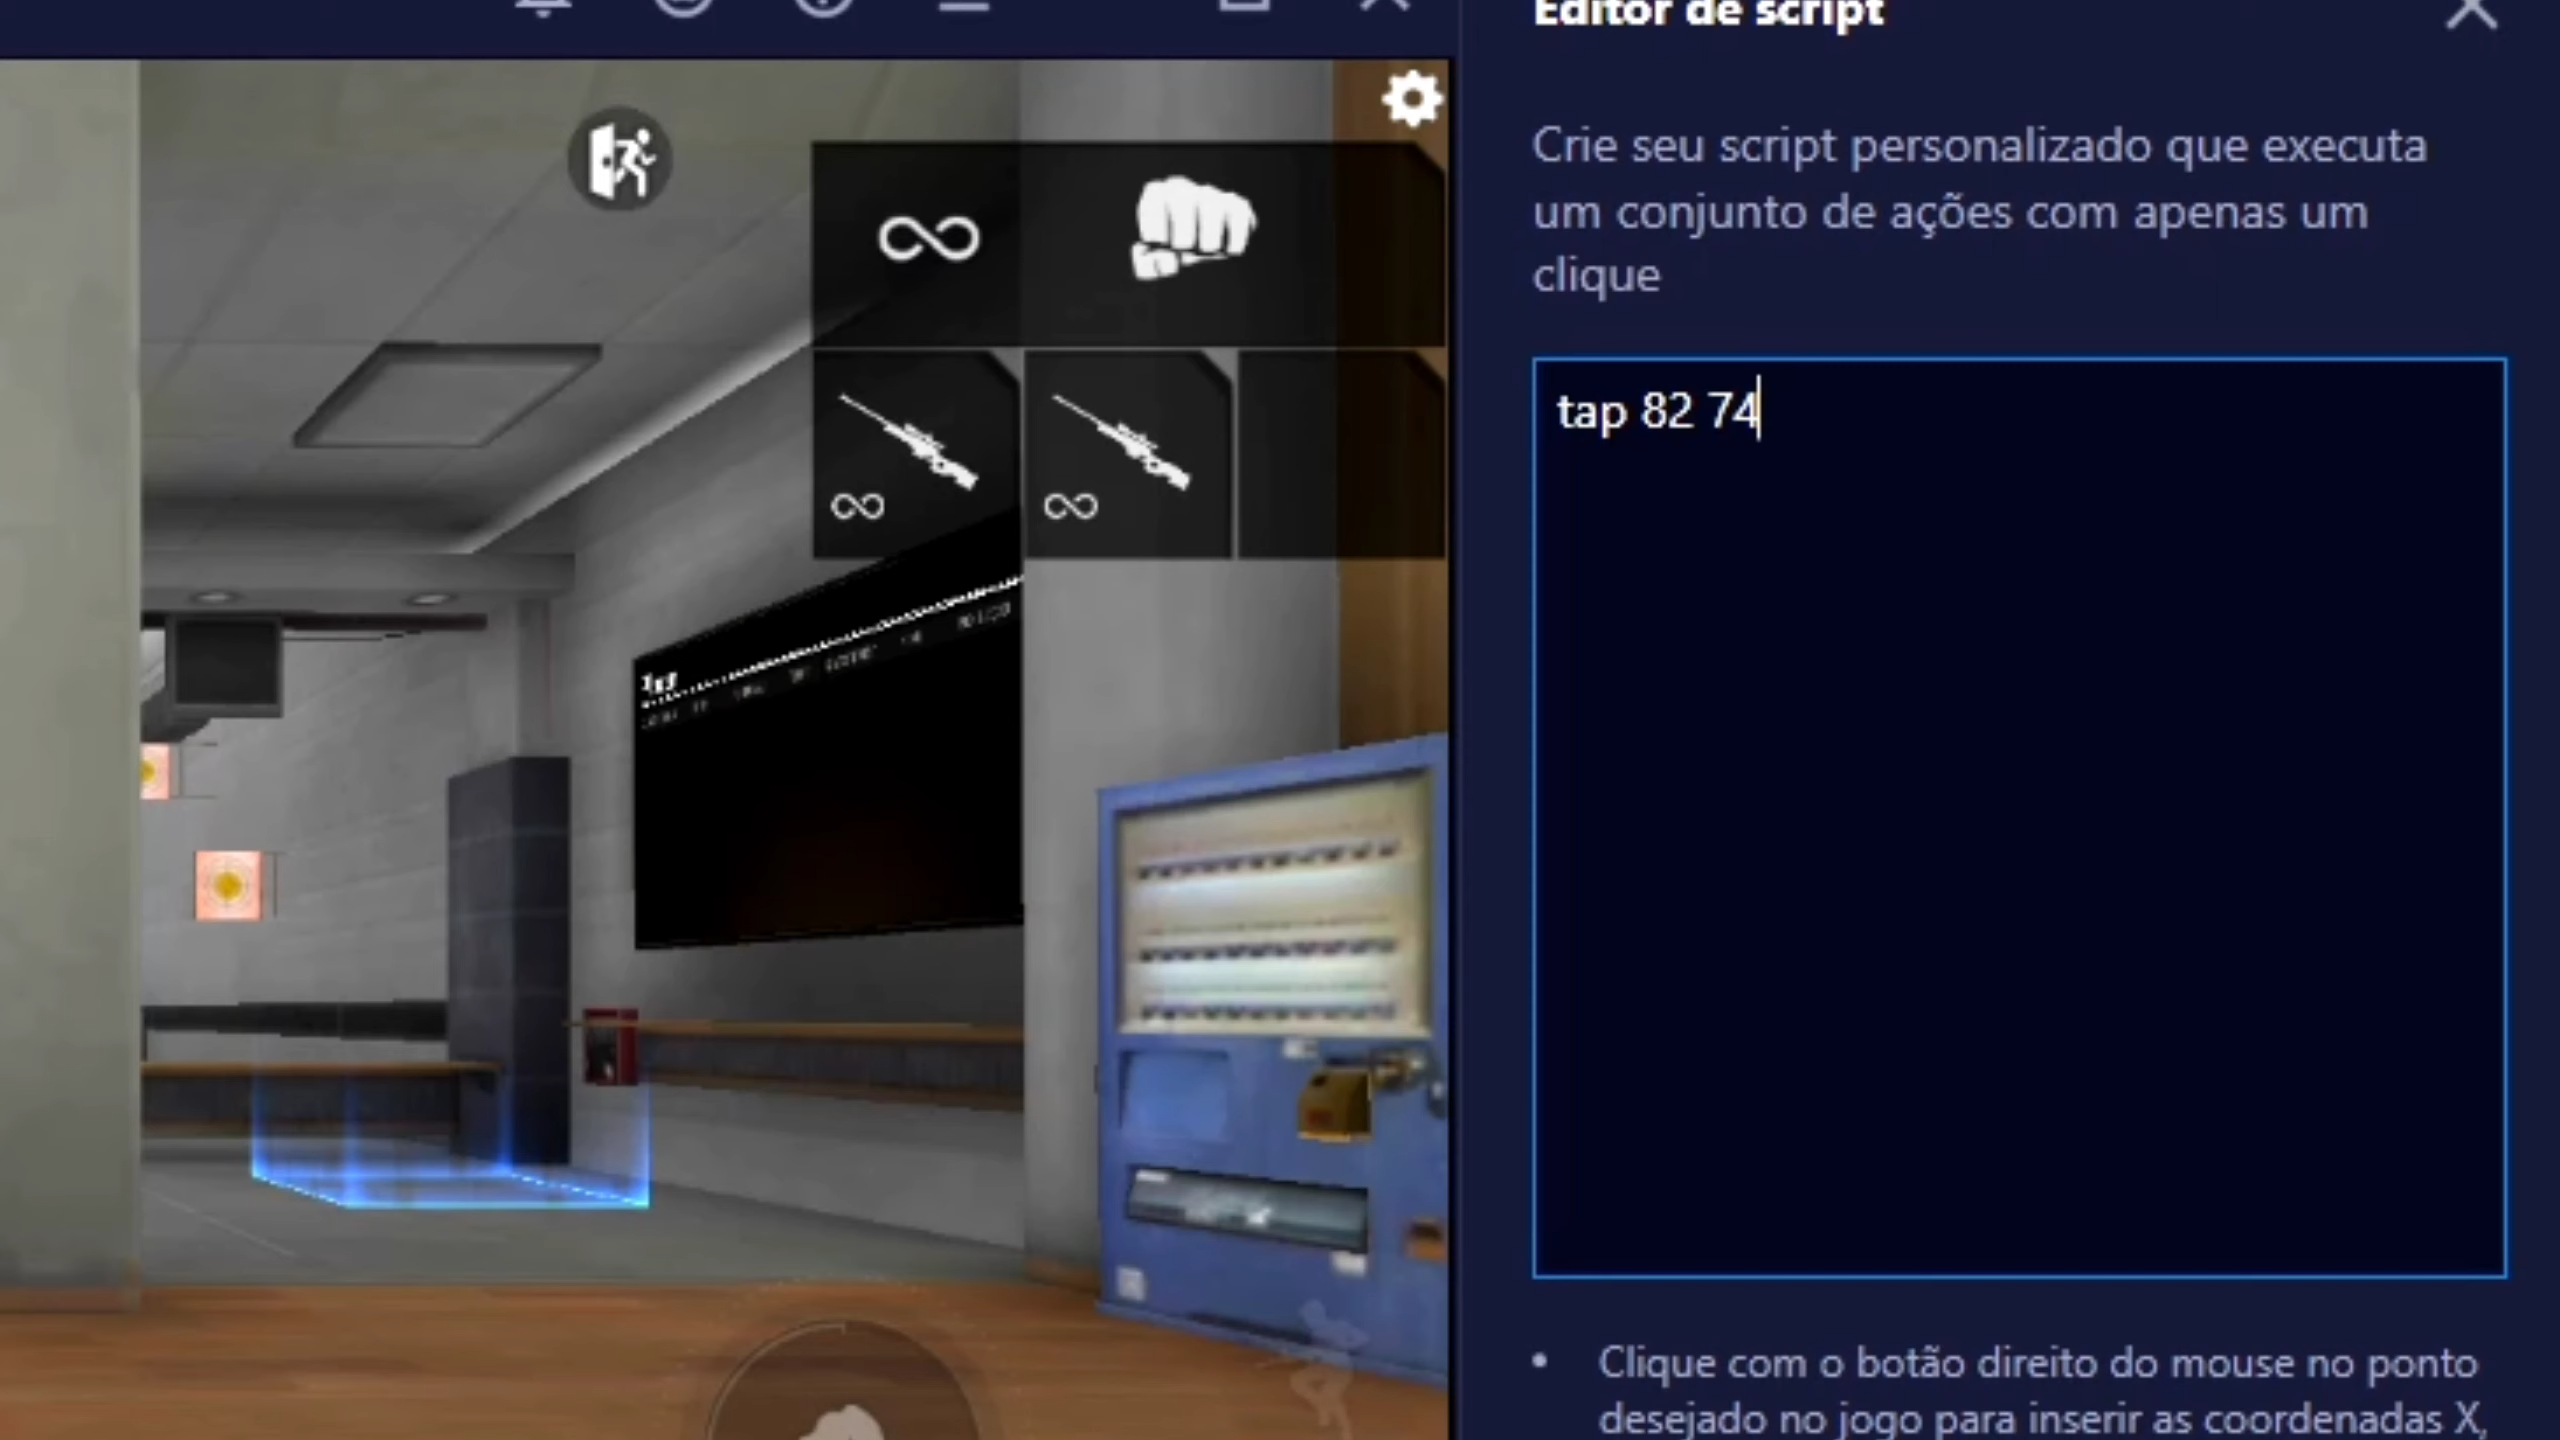 Editor de script
Crie seu script personalizado que executa
um conjunto de ações com apenas um
clique
tap 82 74
• Clique com o botão direito do mouse no ponto
desejado no jogo para inserir as coordenadas X,